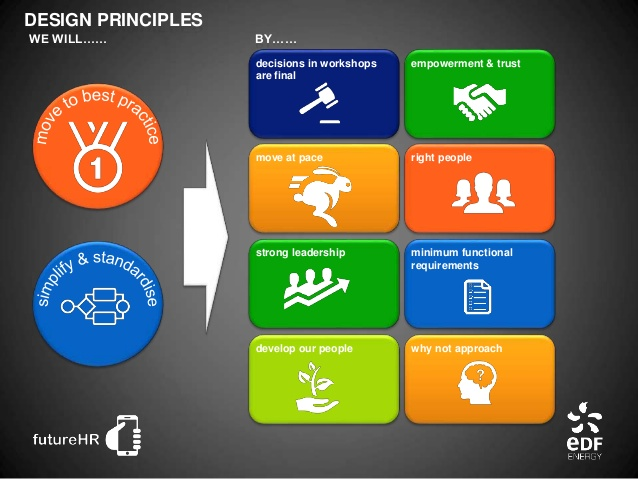 DESIGN PRINCIPLES
WE WILL……
BY……
move to best practice
1
simplify & standardise
decisions in workshops
are final
empowerment & trust
move at pace
right people
strong leadership
minimum functional
requirements
develop our people
why not approach
?
futureHR
eDF
ENERGY